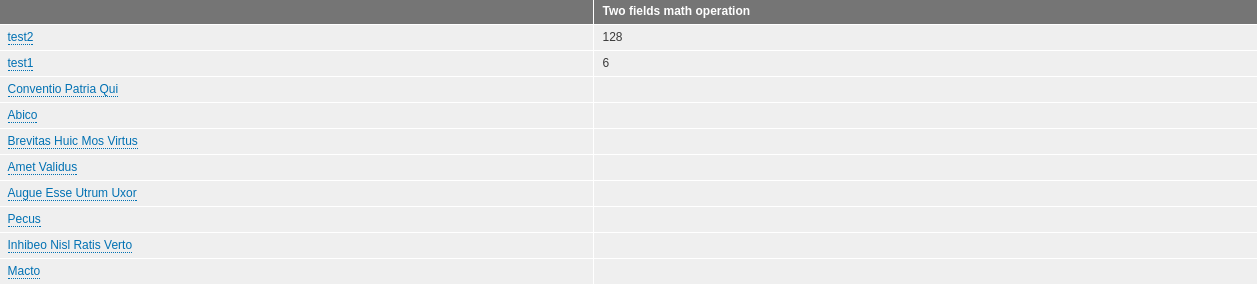 Two fields math operation
test2 128
test1 6
Conventio Patria Qui
Abico
Brevitas Huic Mos Virtus
Amet Validus
Augue Esse Utrum Uxor
Pecus
Inhibeo Nisl Ratis Verto
Macto